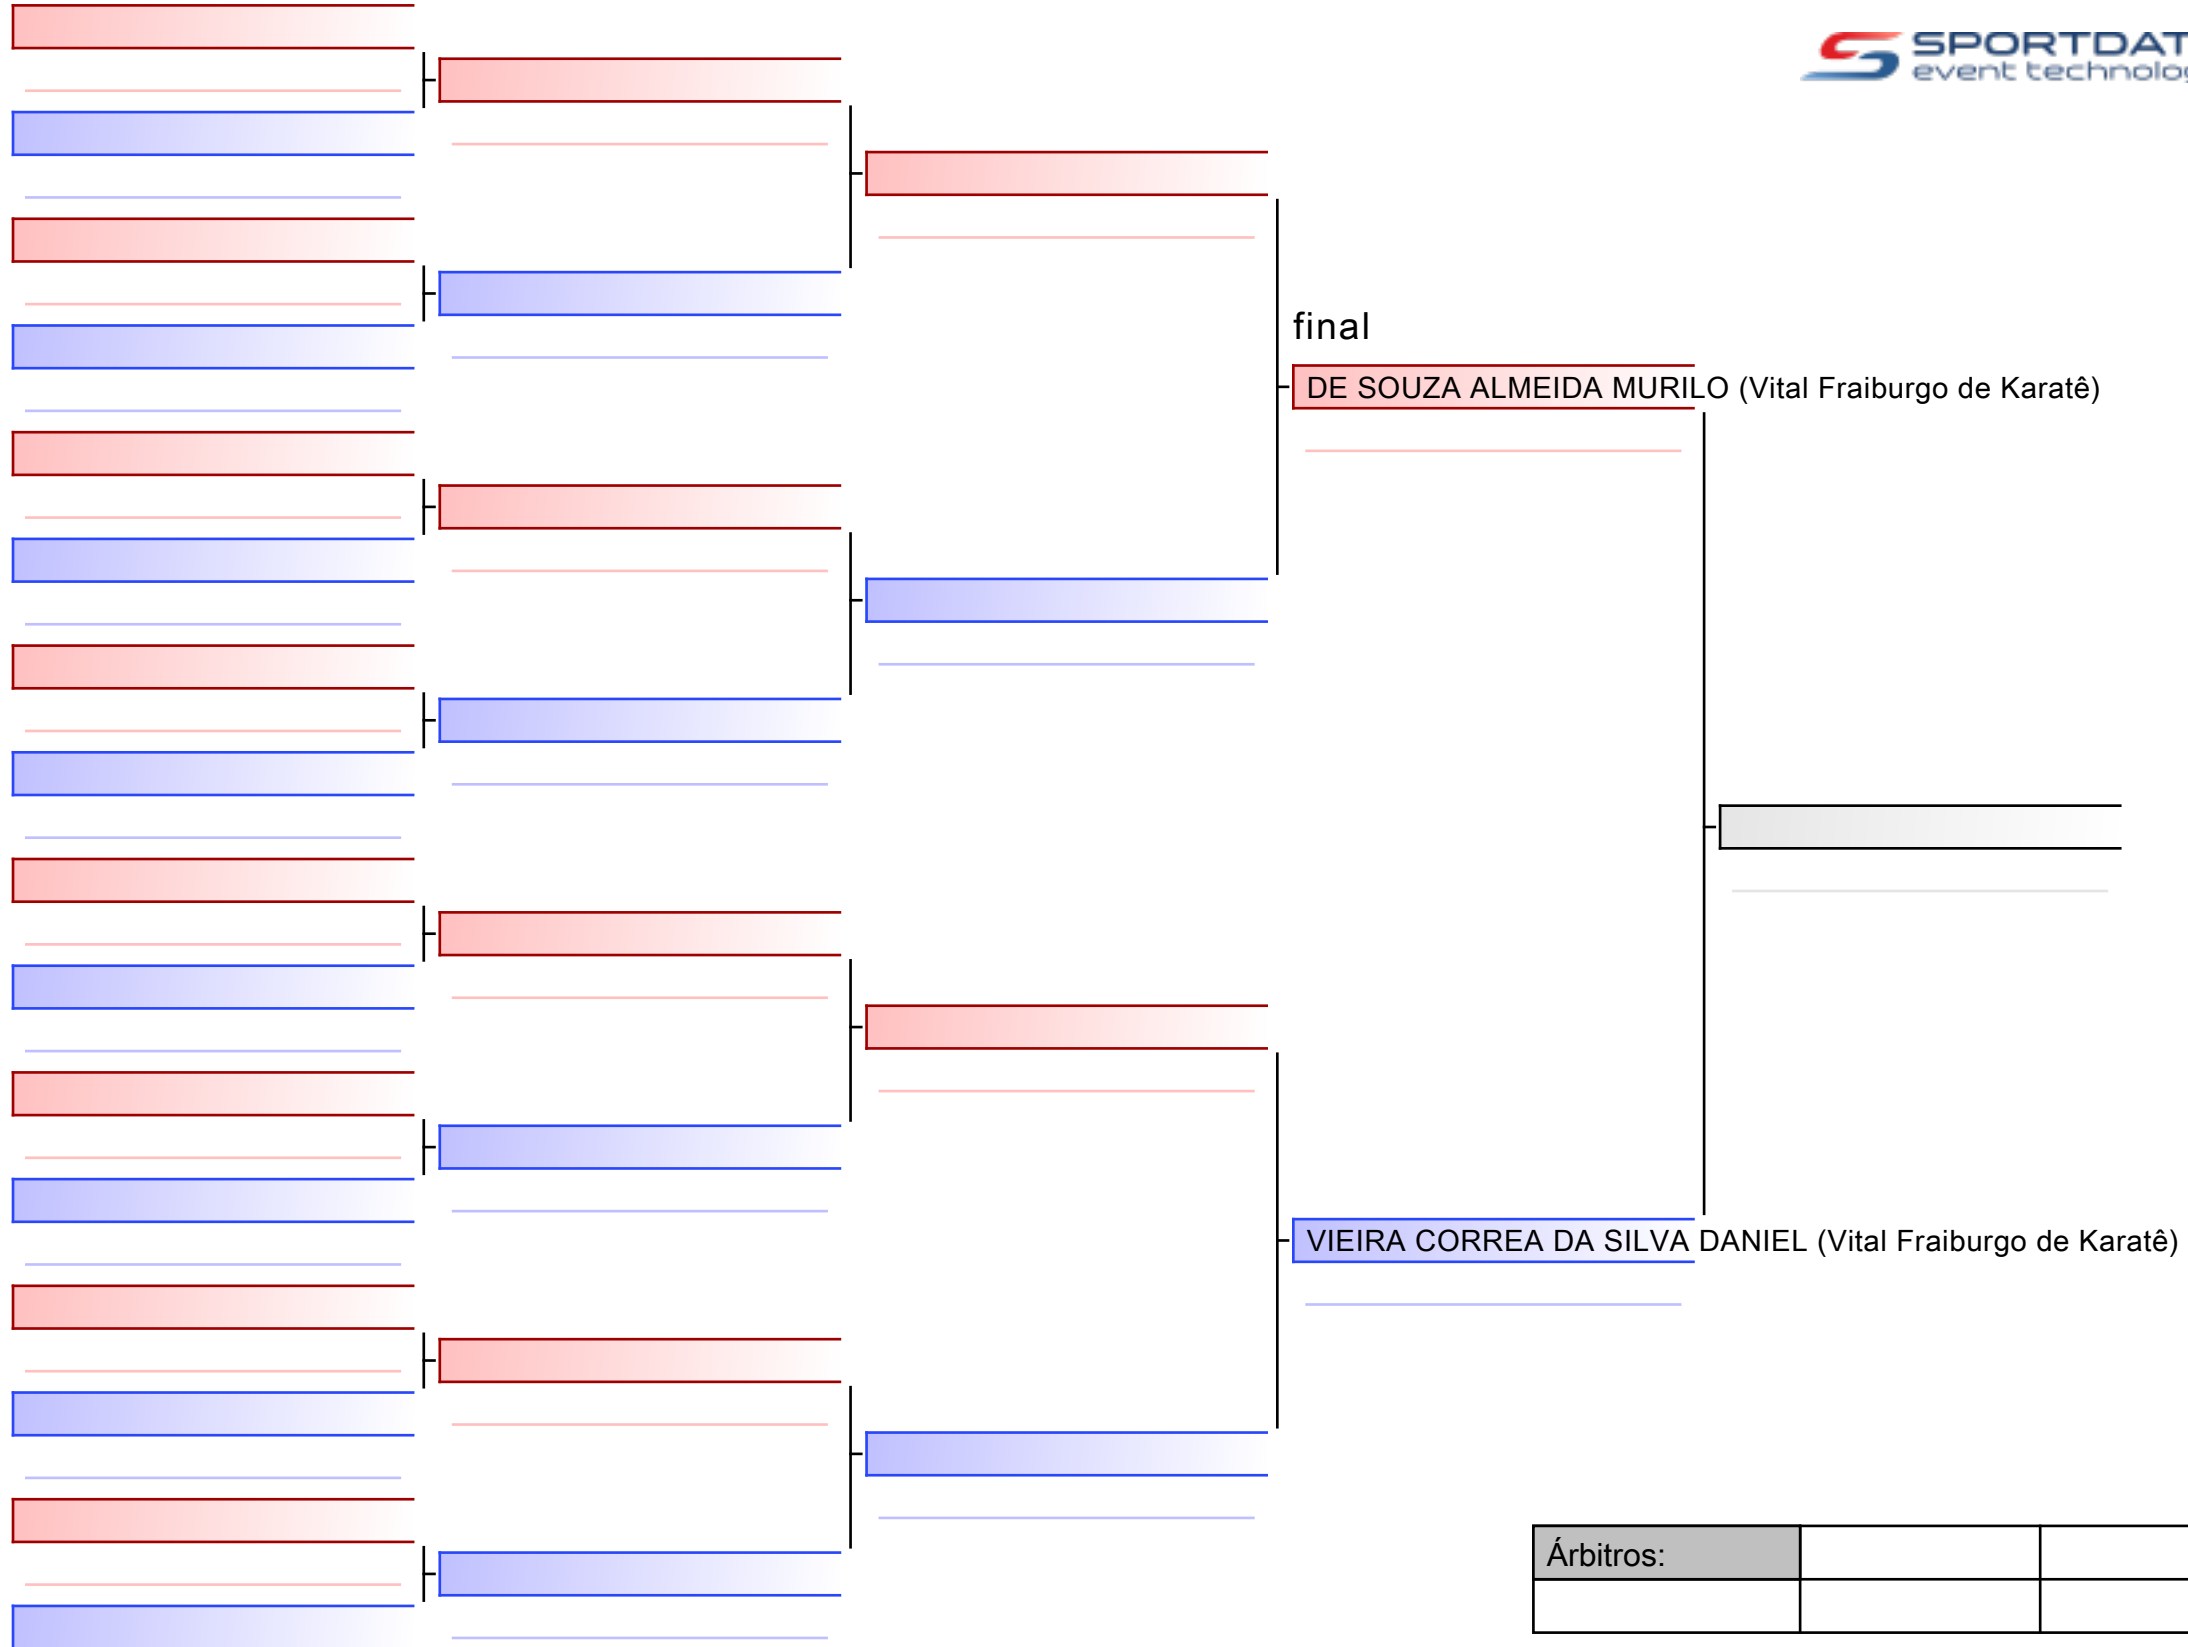 SPORTDAT
event technolog
final
DE SOUZA ALMEIDA MURILO (Vital Fraiburgo de Karatê)
VIEIRA CORREA DA SILVA DANIEL (Vital Fraiburgo de Karatê)
Árbitros: